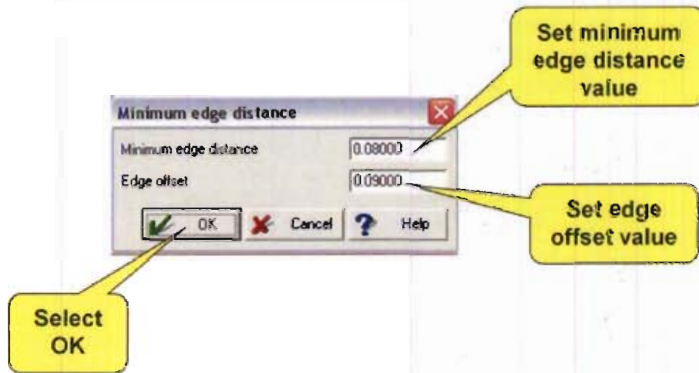 Set minimum
edge distance
value
Minimum edge distance
Minimum edge distance 0.08000
Edge offset 0.09000
OK Cancel Help
Set edge
offset value
Select
OK